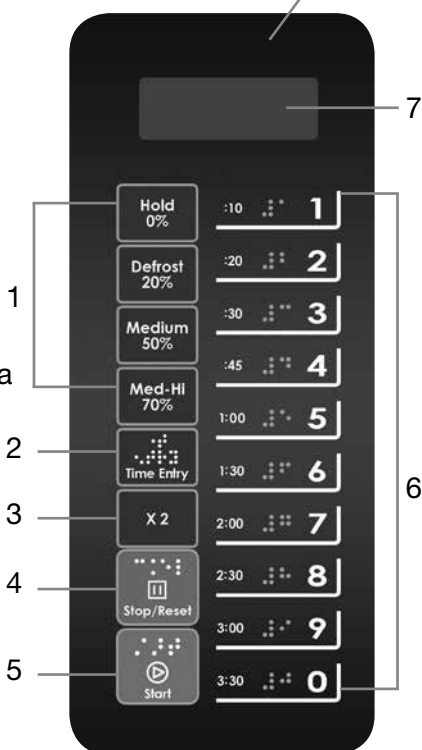 7
1
a
2
3
4
5
6
Hold
0%
Defrost
20%
Medium
50%
Med-Hi
70%
Time Entry
X 2
Stop/Reset
Start
:10 1
:20 2
:30 3
:45 4
1:00 5
1:30 6
2:00 7
2:30 8
3:00 9
3:30 0